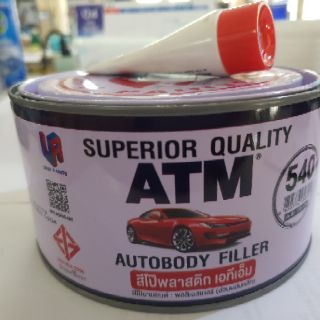 SUPERIOR QUALITY
ATM®
540
AUTOBODY FILLER
สีโป๊วพลาสติก เอทีเอ็ม